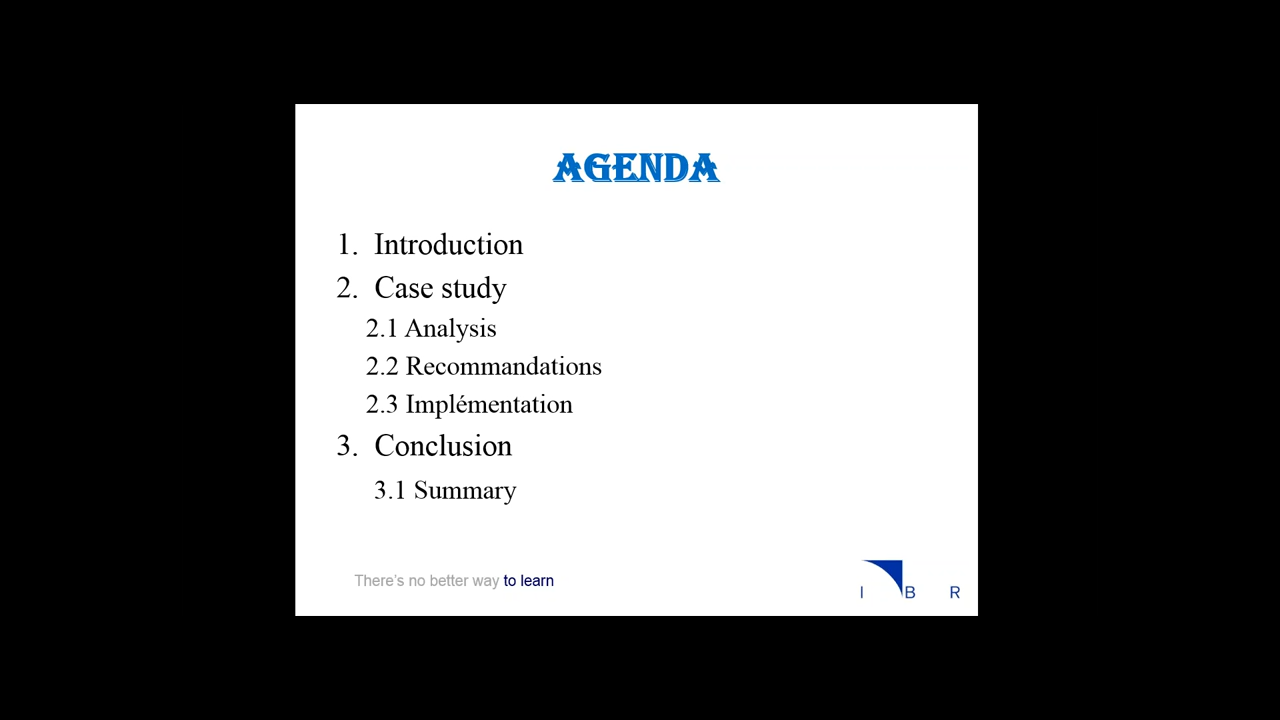 AGENDA
1. Introduction
2. Case study
2.1 Analysis
2.2 Recommandations
2.3 Implémentation
3. Conclusion
3.1 Summary
There's no better way to learn
I B R